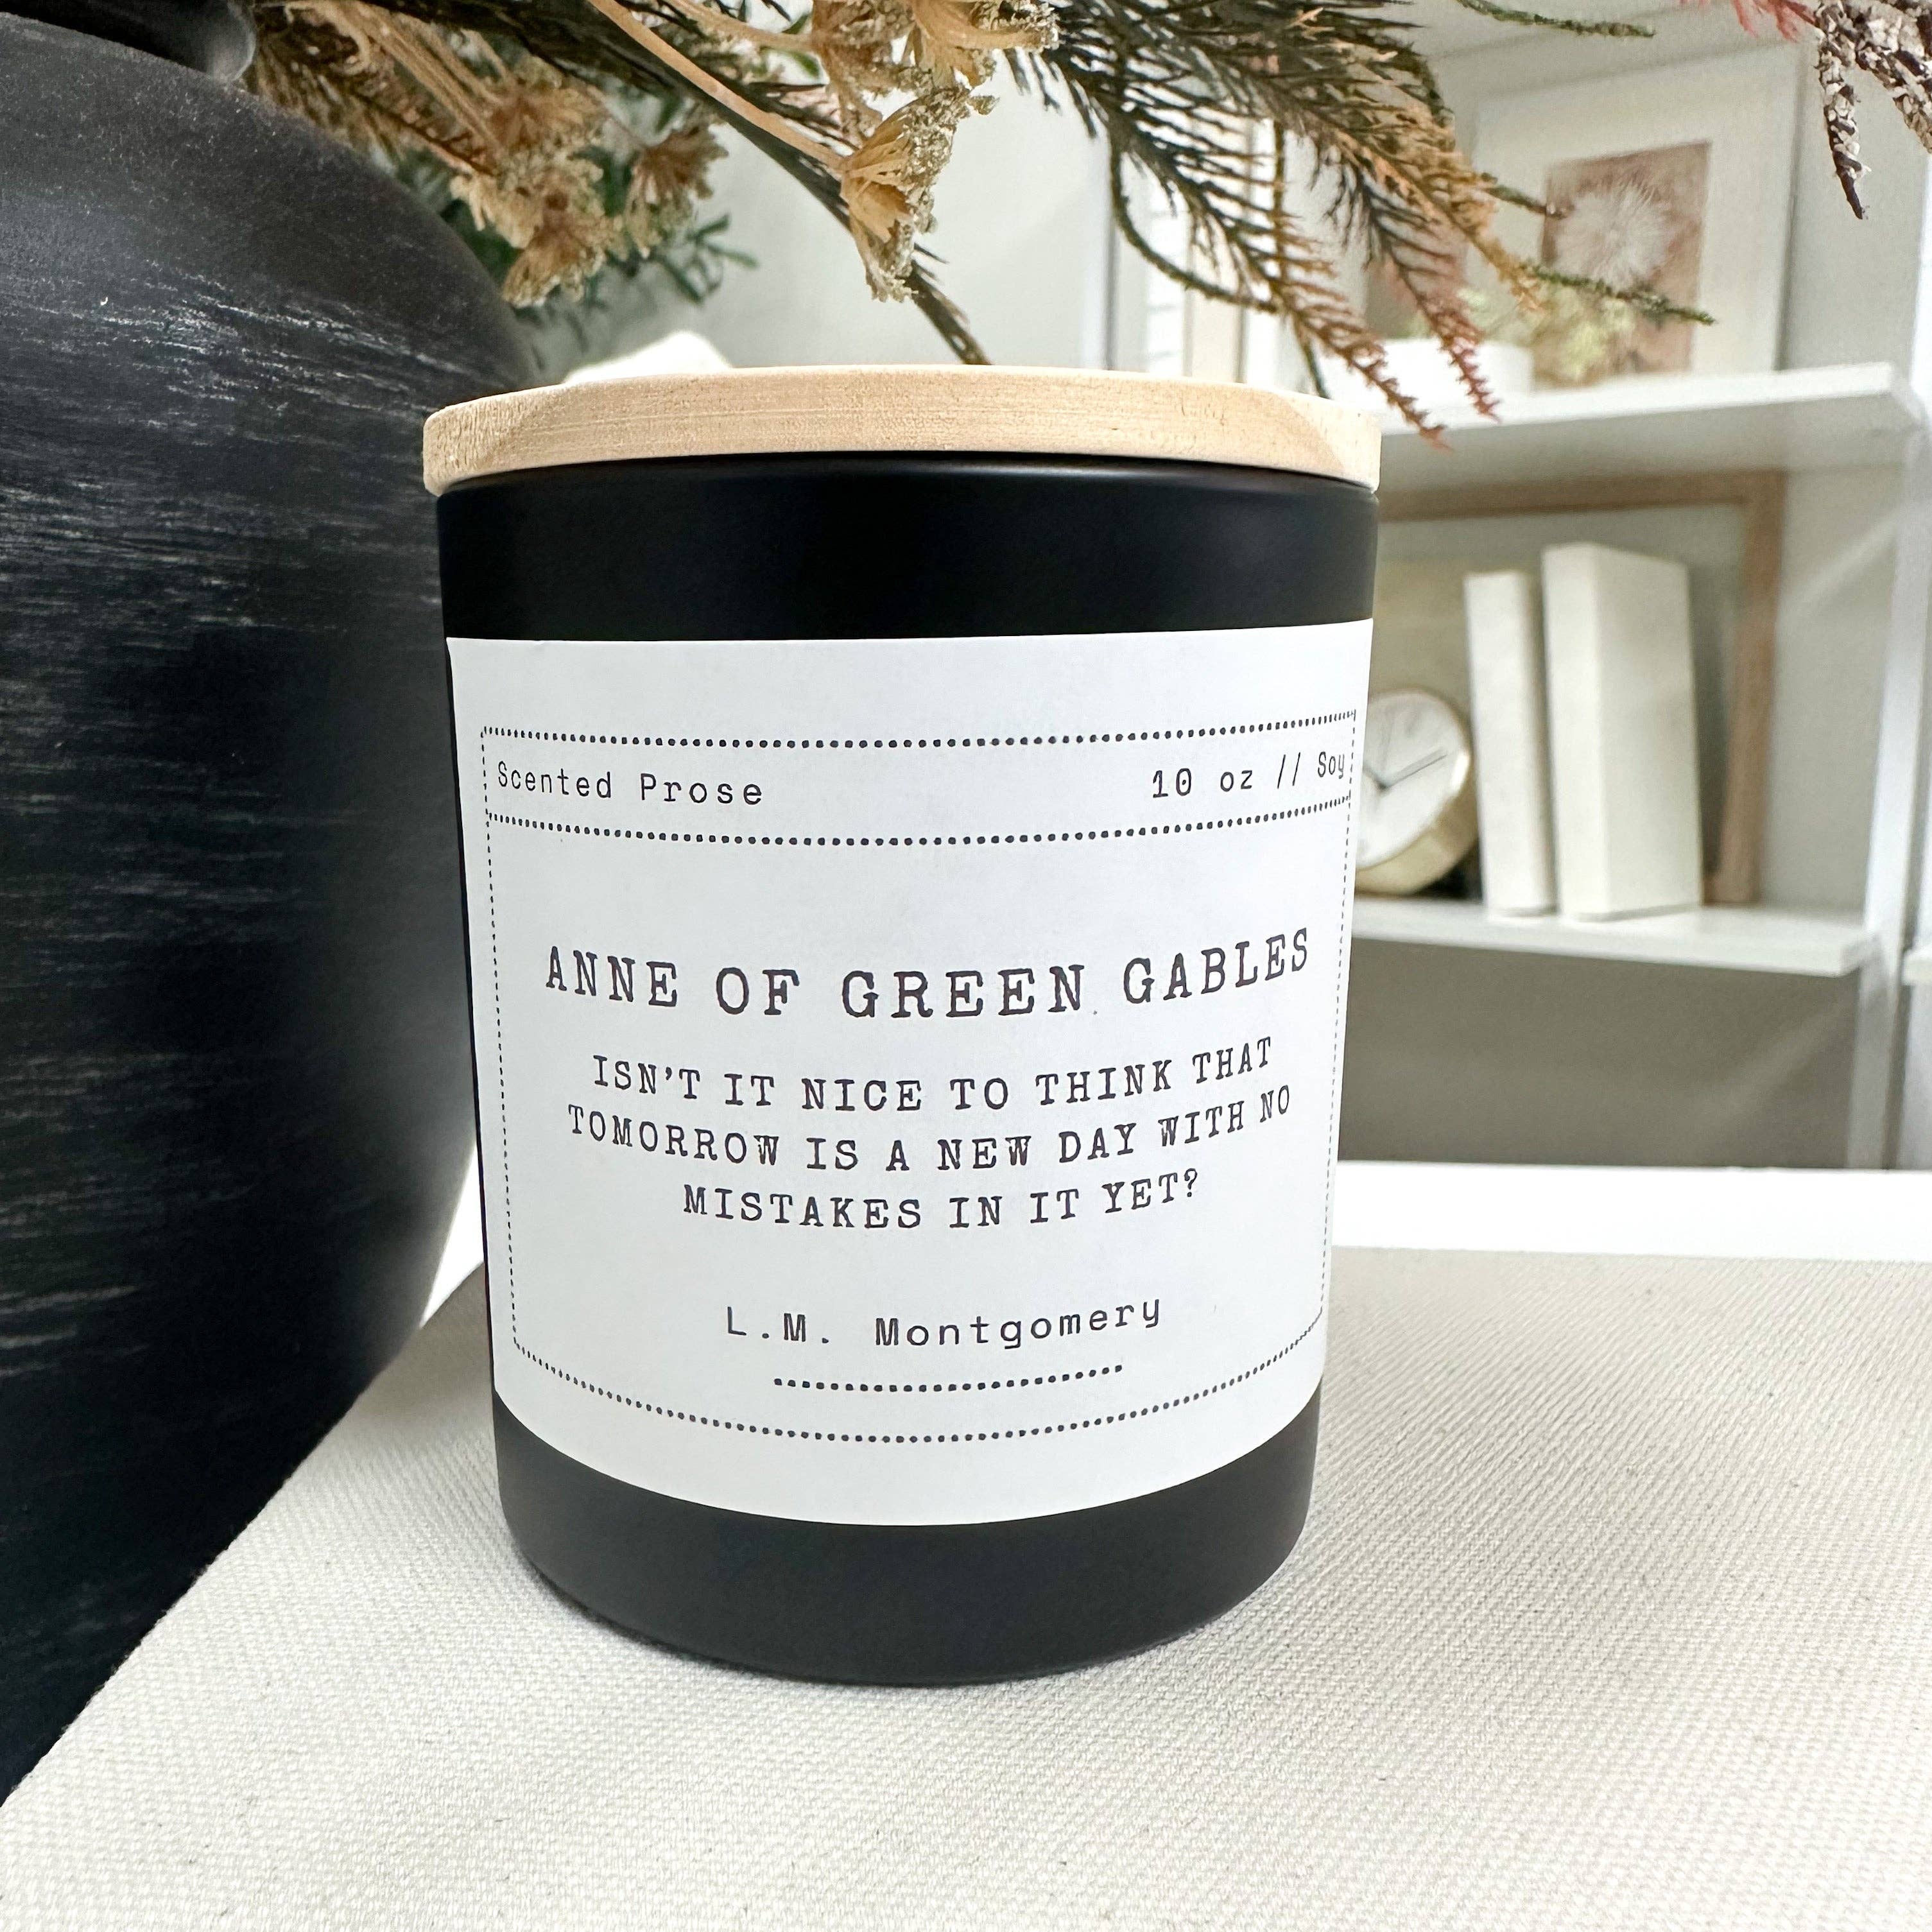 Scented Prose 10 oz // Soy
ANNE OF GREEN GABLES
ISN'T IT NICE TO THINK THAT
TOMORROW IS A NEW DAY WITH NO
MISTAKES IN IT YET?
L.M. Montgomery